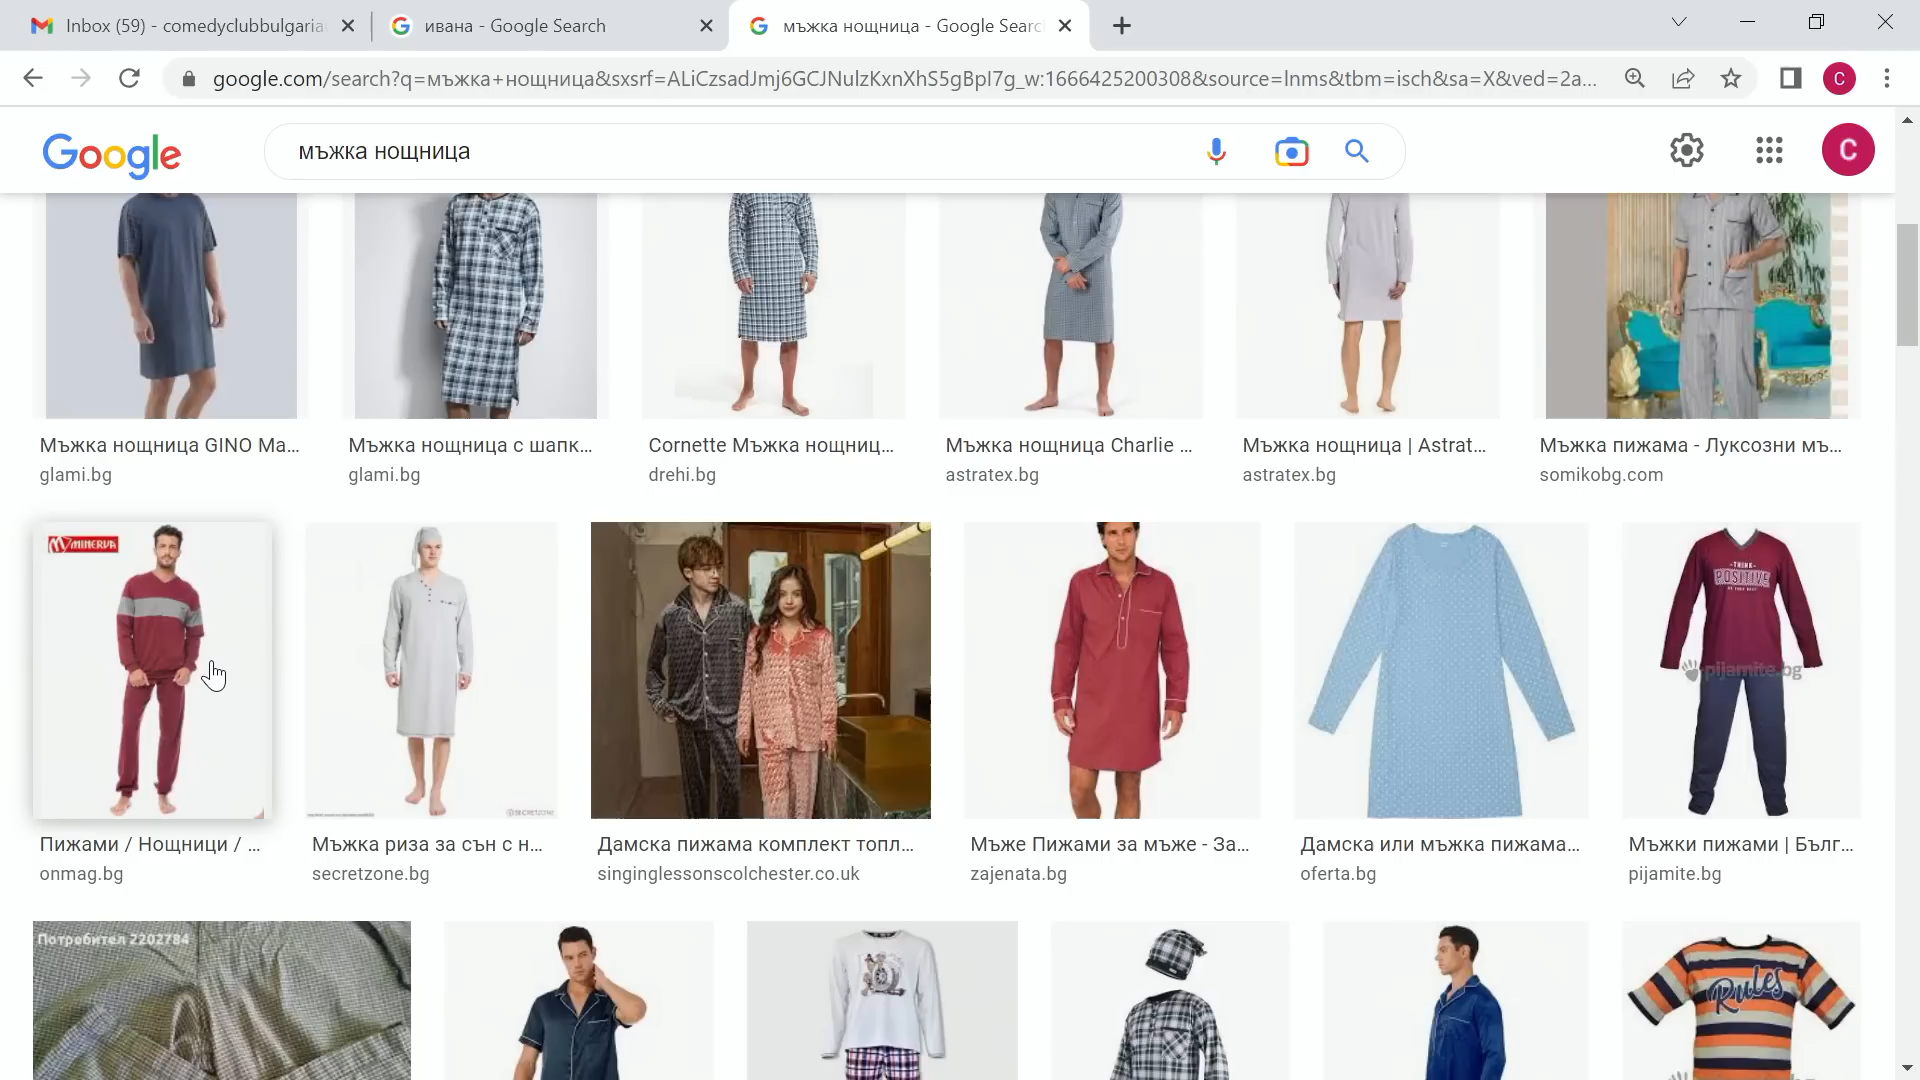 Inbox (59) - comedyclubbulgaria
ивана - Google Search
мъжка нощница - Google Searc
google.com/search?q=мъжка+нощница&sxsrf=ALiCzsadJmj6GCJNulzKxnXhS5gBpI7g_w:1666425200308&source=lnms&tbm=isch&sa=X&ved=2a...
C
Google
мъжка нощница
C
Мъжка нощница GINO Ma...
Мъжка нощница с шапк...
Cornette Мъжка нощниц...
Мъжка нощница Charlie ...
Мъжка нощница | Astrat...
Мъжка пижама - Луксозни мъ...
glami.bg
glami.bg
drehi.bg
astratex.bg
astratex.bg
somikobg.com
MINERVA
THINK
POSITIVE
pijamite.bg
SECRETZONE
Пижами / Нощници / ...
Мъжка риза за сън с н...
Дамска пижама комплект топл...
Мъже Пижами за мъже - За...
Дамска или мъжка пижама...
Мъжки пижами | Бълг...
onmag.bg
secretzone.bg
singinglessonscolchester.co.uk
zajenata.bg
oferta.bg
pijamite.bg
Потребител 2202784
Rules